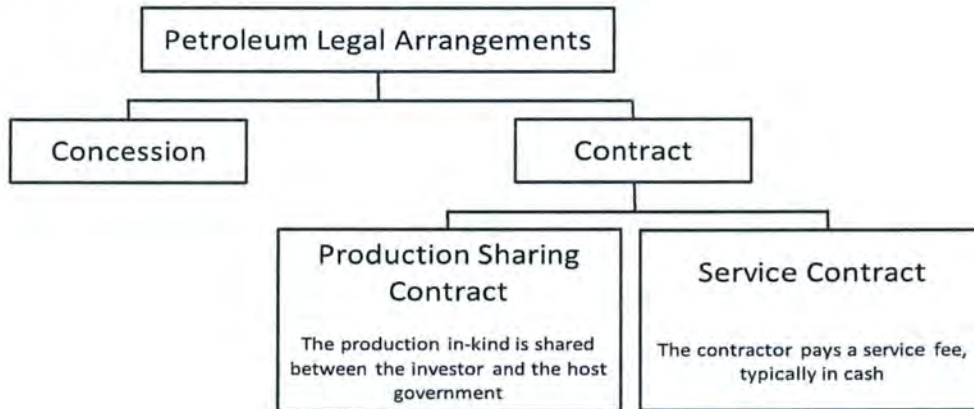 Petroleum Legal Arrangements
Concession
Contract
Production Sharing
Contract
The production in-kind is shared
between the investor and the host
government
Service Contract
The contractor pays a service fee,
typically in cash